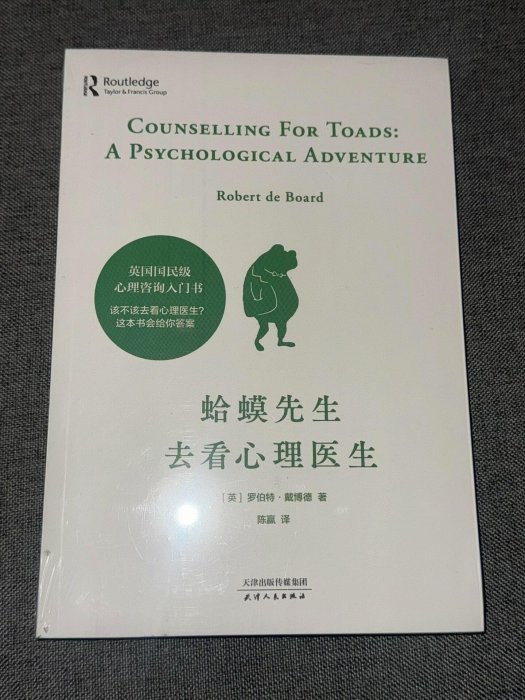 Routledge
Taylor & Francis Group
COUNSELLING FOR TOADS:
A PSYCHOLOGICAL ADVENTURE
Robert de Board
英国国民级
心理咨询入门书
该不该去看心理医生?
这本书会给你答案
蛤蟆先生
去看心理医生
[英] 罗伯特·戴博德 著
陈赢 译
天津出版传媒集团
天津人民出版社